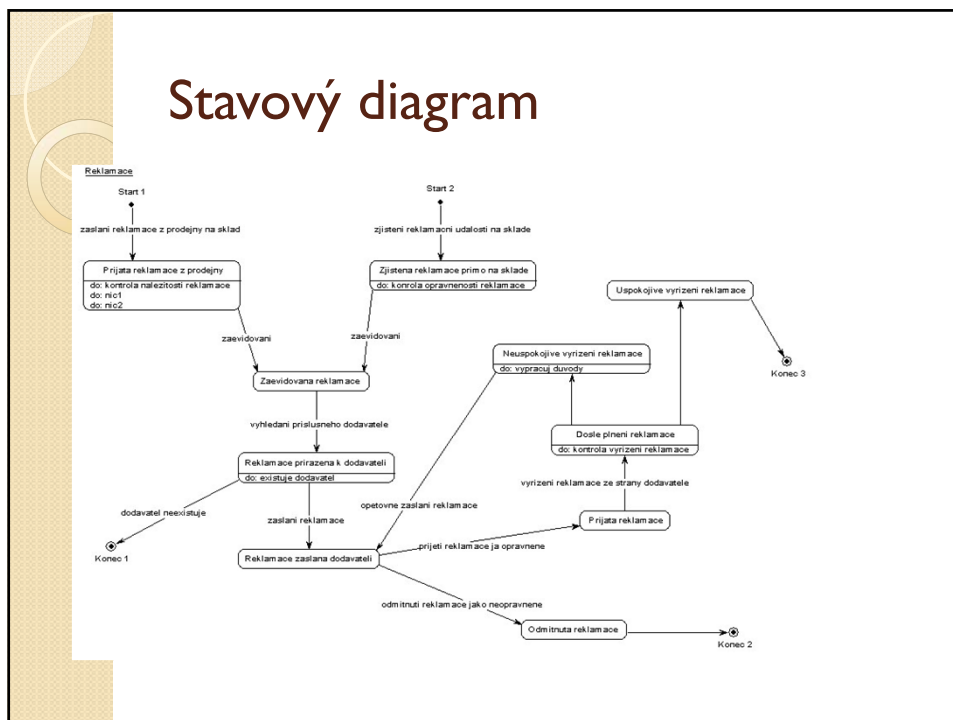 Stavový diagram
Reklamace
Start 1
Start 2
zaslani reklamace z prodejny na sklad
zjisteni reklamacni udalosti na sklade
Prijata reklamace z prodejny
do: kontrola nalezitosti reklamace
do: nic1
do: nic2
Zjistena reklamace primo na sklade
do: konrola opravnenosti reklamace
Uspokojive vyrizeni reklamace
zaevidovani
zaevidovani
Neuspokojive vyrizeni reklamace
do: vypracuj duvody
Konec 3
Zaevidovana reklamace
vyhledani prislusneho dodavatele
Dosle plneni reklamace
do: kontrola vyrizeni reklamace
Reklamace prirazena k dodavateli
do: existuje dodavatel
vyrizeni reklamace ze strany dodavatele
opetovne zaslani reklamace
dodavatel neexistuje
zaslani reklamace
Prijata reklamace
Konec 1
Reklamace zaslana dodavateli
prijeti reklamace ja opravnene
odmitnuti reklamace jako neopravnene
Odmitnuta reklamace
Konec 2